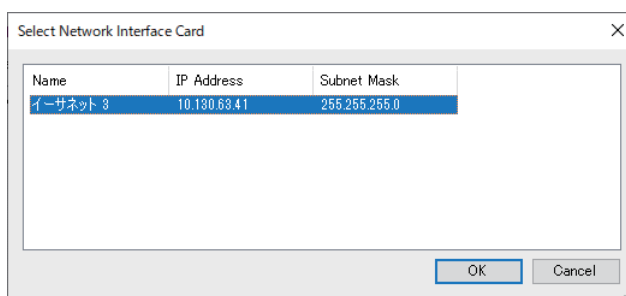 Select Network Interface Card
Name IP Address Subnet Mask
イーサネット 3 10.130.63.41 255.255.255.0
OK Cancel